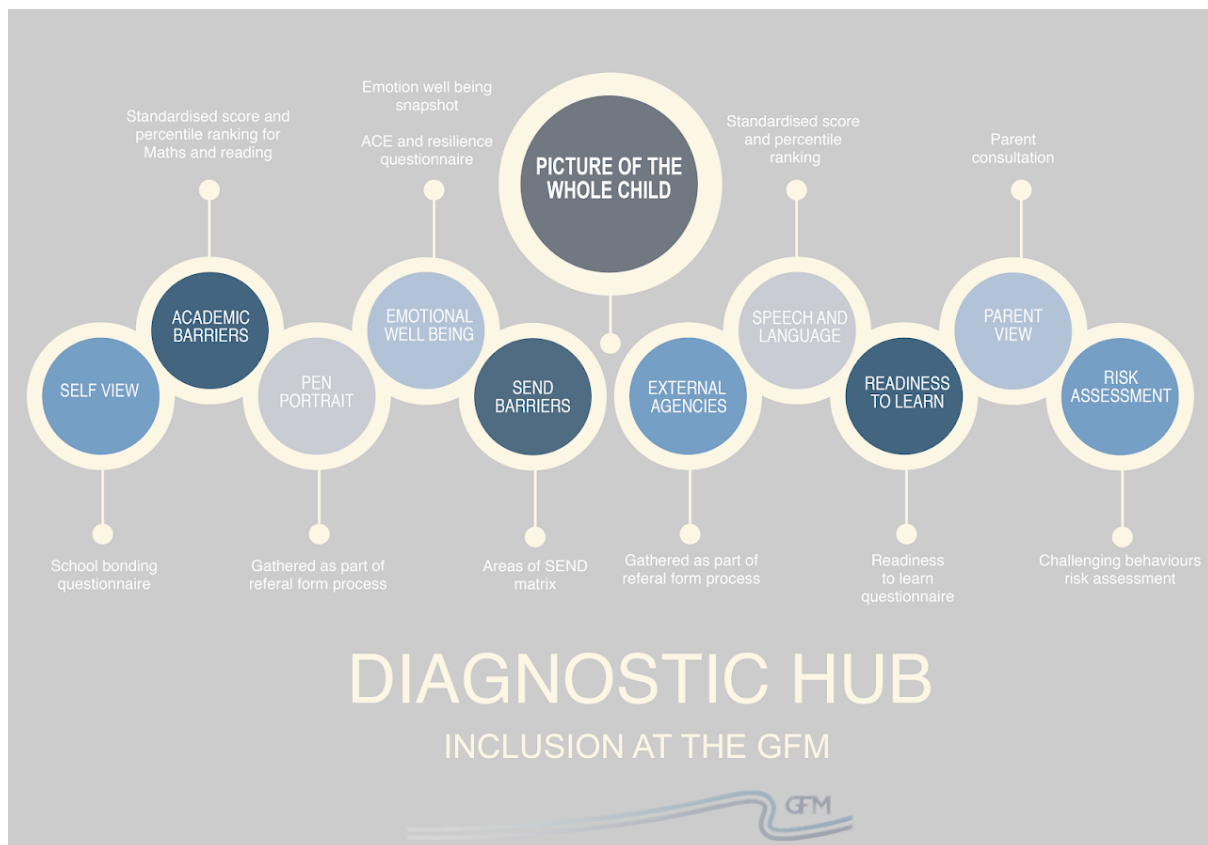 Emotion well being
snapshot
ACE and resilience
questionnaire
Standardised score and
percentile ranking for
Maths and reading
Standardised score
and percentile
ranking
Parent
consultation
PICTURE OF THE
WHOLE CHILD
SELF VIEW
ACADEMIC
BARRIERS
PEN
PORTRAIT
EMOTIONAL
WELL BEING
SEND
BARRIERS
EXTERNAL
AGENCIES
SPEECH AND
LANGUAGE
READINESS
TO LEARN
PARENT
VIEW
RISK
ASSESSMENT
School bonding
questionnaire
Gathered as part of
referal form process
Areas of SEND
matrix
Gathered as part of
referal form process
Readiness
to learn
questionnaire
Challenging behaviours
risk assessment
DIAGNOSTIC HUB
INCLUSION AT THE GFM
GFM